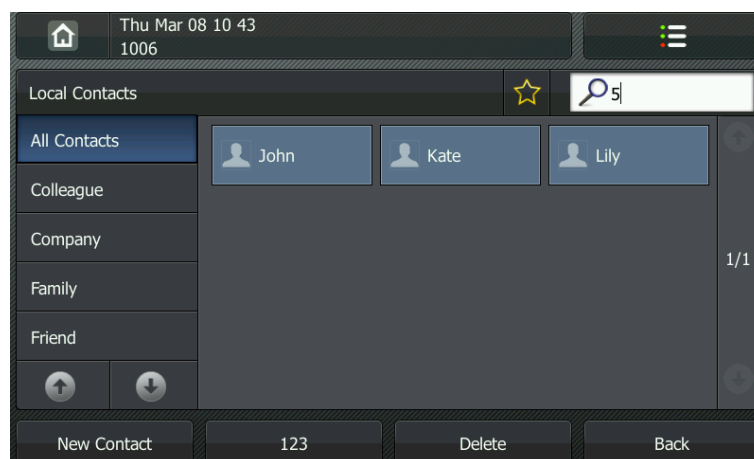 Thu Mar 08 10 43
1006
Local Contacts
5
All Contacts
John
Kate
Lily
Colleague
Company
1/1
Family
Friend
New Contact
123
Delete
Back